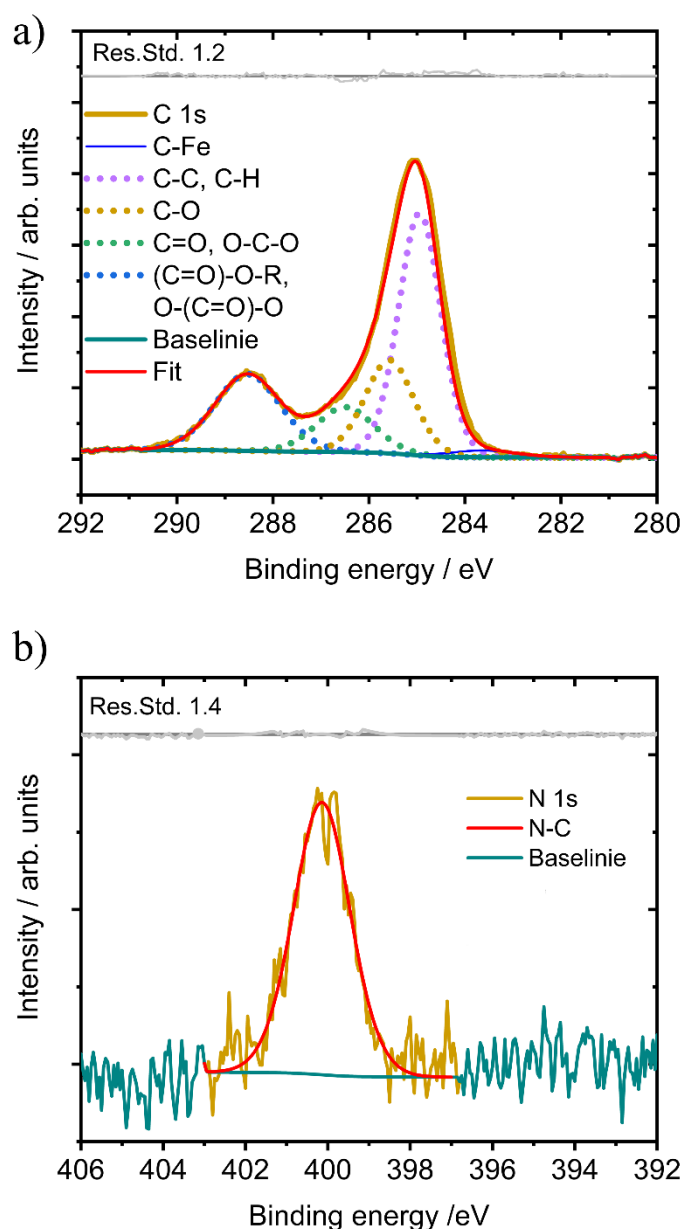 a)
Res.Std. 1.2
C 1s
C-Fe
C-C, C-H
C-O
C=O, O-C-O
(C=O)-O-R,
O-(C=O)-O
Baselinie
Fit
Intensity / arb. units
292 290 288 286 284 282 280
Binding energy / eV
b)
Res.Std. 1.4
N 1s
N-C
Baselinie
Intensity / arb. units
406 404 402 400 398 396 394 392
Binding energy /eV